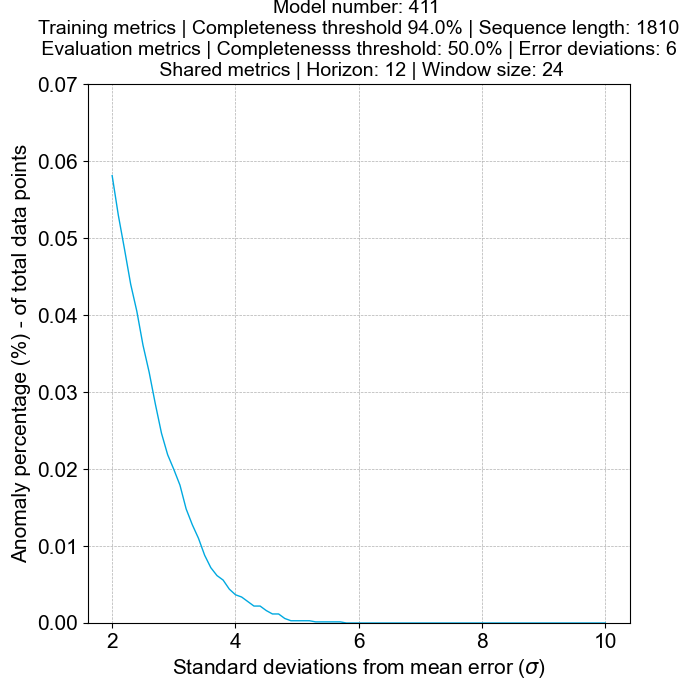 Model number: 411
Training metrics | Completeness threshold 94.0% | Sequence length: 1810
Evaluation metrics | Completenesss threshold: 50.0% | Error deviations: 6
Shared metrics | Horizon: 12 | Window size: 24
Anomaly percentage (%) - of total data points
0.07
0.06
0.05
0.04
0.03
0.02
0.01
0.00
2 4 6 8 10
Standard deviations from mean error (σ)